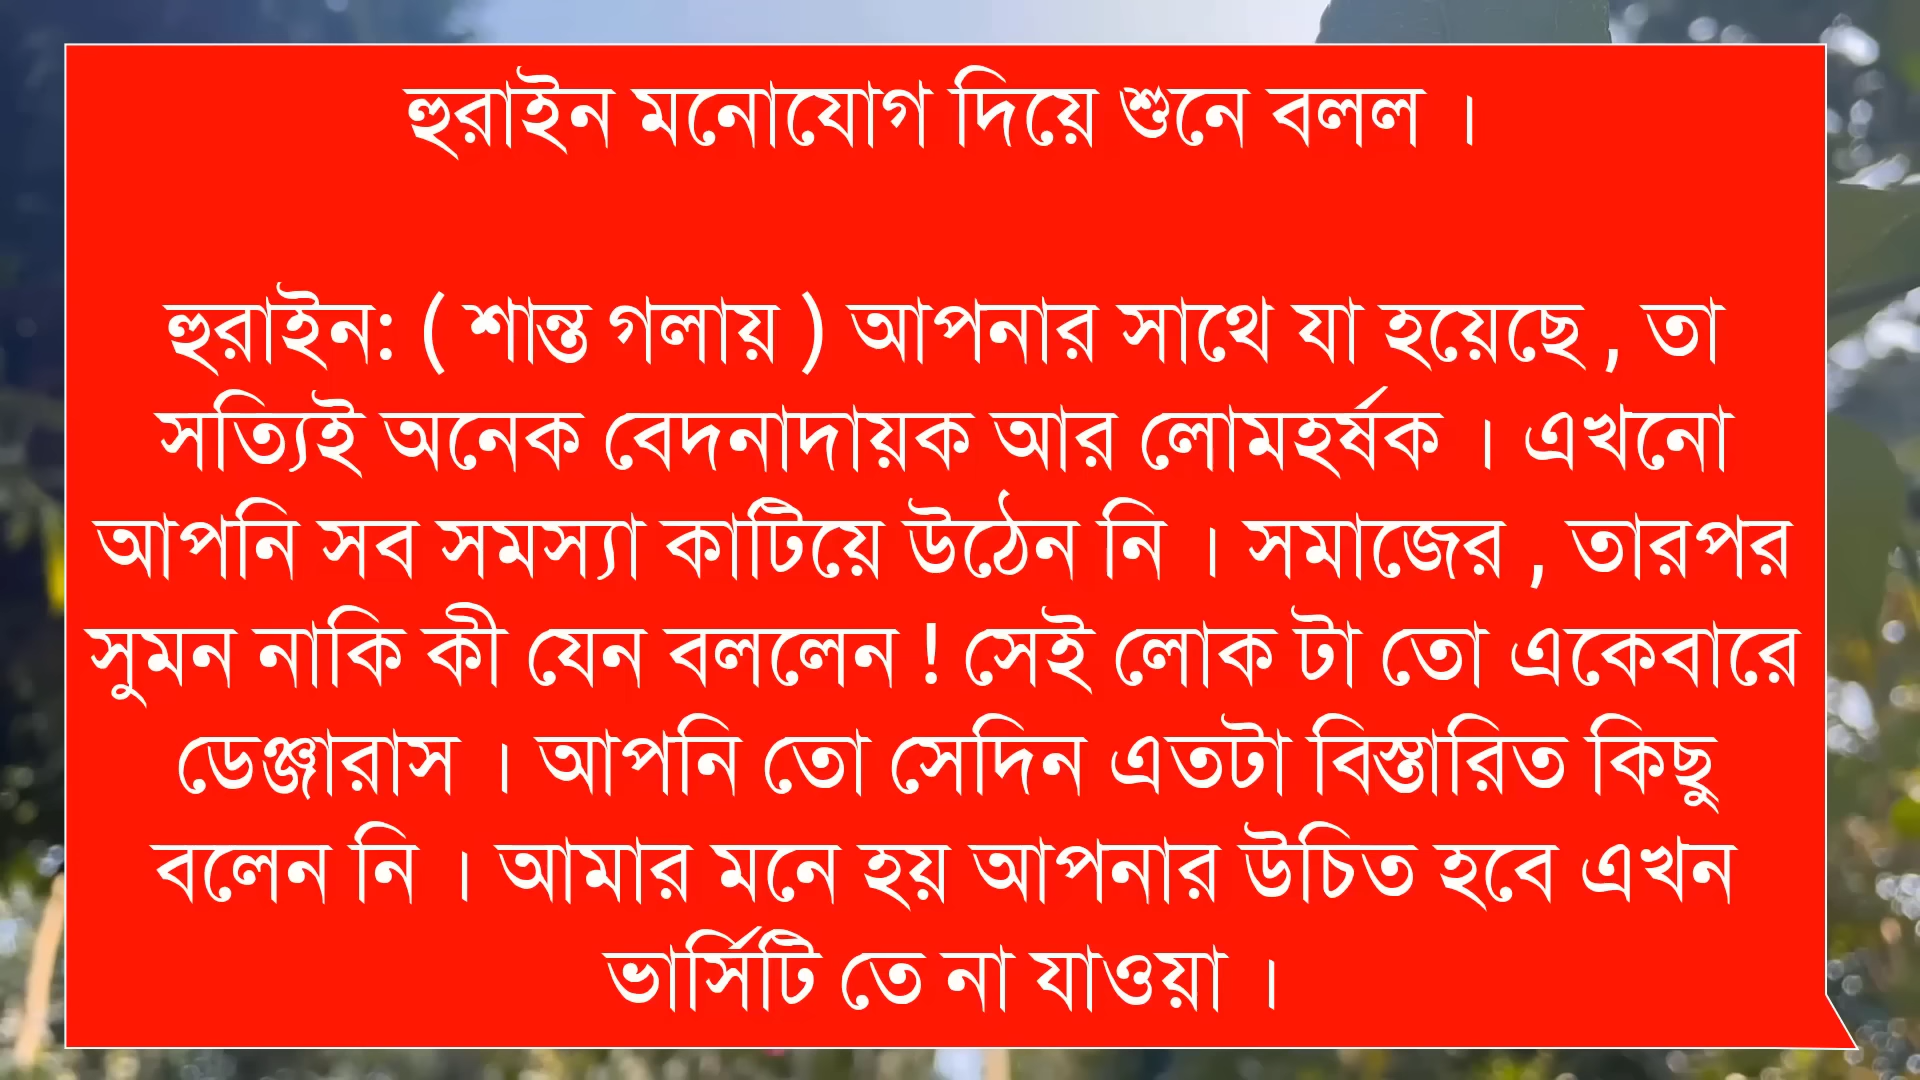 হুরাইন মনোযোগ দিয়ে শুনে বলল ।
হুরাইন: ( শান্ত গলায় ) আপনার সাথে যা হয়েছে , তা
সত্যিই অনেক বেদনাদায়ক আর লোমহর্ষক । এখনো
আপনি সব সমস্যা কাটিয়ে উঠেন নি । সমাজের , তারপর
সুমন নাকি কী যেন বললেন ! সেই লোক টা তো একেবারে
ডেঞ্জারাস । আপনি তো সেদিন এতটা বিস্তারিত কিছু
বলেন নি । আমার মনে হয় আপনার উচিত হবে এখন
ভার্সিটি তে না যাওয়া ।